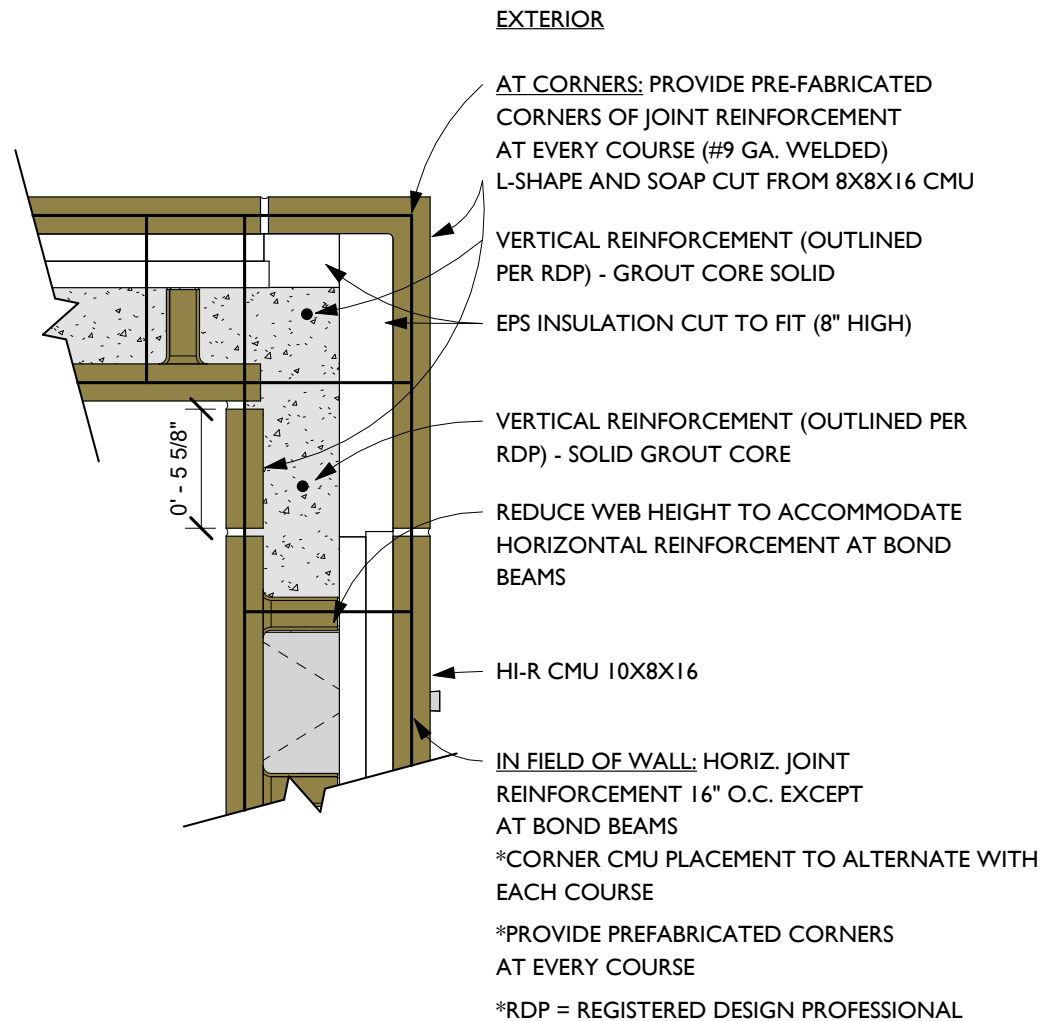 EXTERIOR
AT CORNERS: PROVIDE PRE-FABRICATED
CORNERS OF JOINT REINFORCEMENT
AT EVERY COURSE (#9 GA. WELDED)
L-SHAPE AND SOAP CUT FROM 8X8X16 CMU
VERTICAL REINFORCEMENT (OUTLINED
PER RDP) - GROUT CORE SOLID
EPS INSULATION CUT TO FIT (8" HIGH)
VERTICAL REINFORCEMENT (OUTLINED PER
RDP) - SOLID GROUT CORE
0' - 5 5/8"
REDUCE WEB HEIGHT TO ACCOMMODATE
HORIZONTAL REINFORCEMENT AT BOND
BEAMS
HI-R CMU 10X8X16
IN FIELD OF WALL: HORIZ. JOINT
REINFORCEMENT 16" O.C. EXCEPT
AT BOND BEAMS
*CORNER CMU PLACEMENT TO ALTERNATE WITH
EACH COURSE
*PROVIDE PREFABRICATED CORNERS
AT EVERY COURSE
*RDP = REGISTERED DESIGN PROFESSIONAL